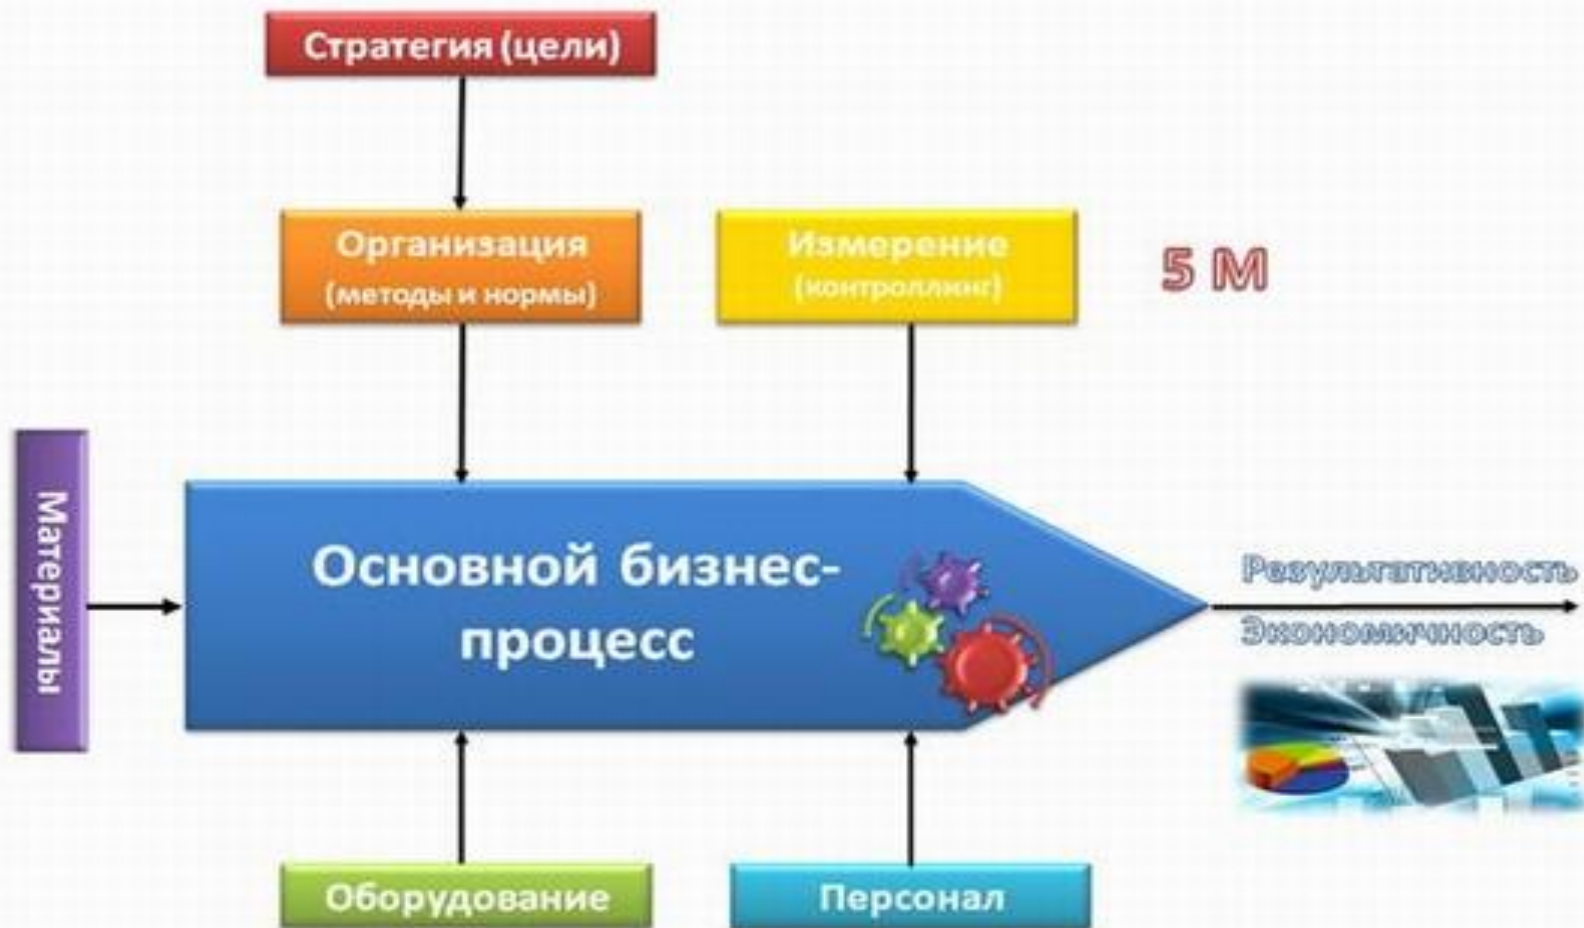 Стратегия (цели)
Организация
(методы и нормы)
Измерение
(контроллинг)
5 М
Материалы
Основной бизнес-
процесс
Результативность
Экономичность
Оборудование
Персонал